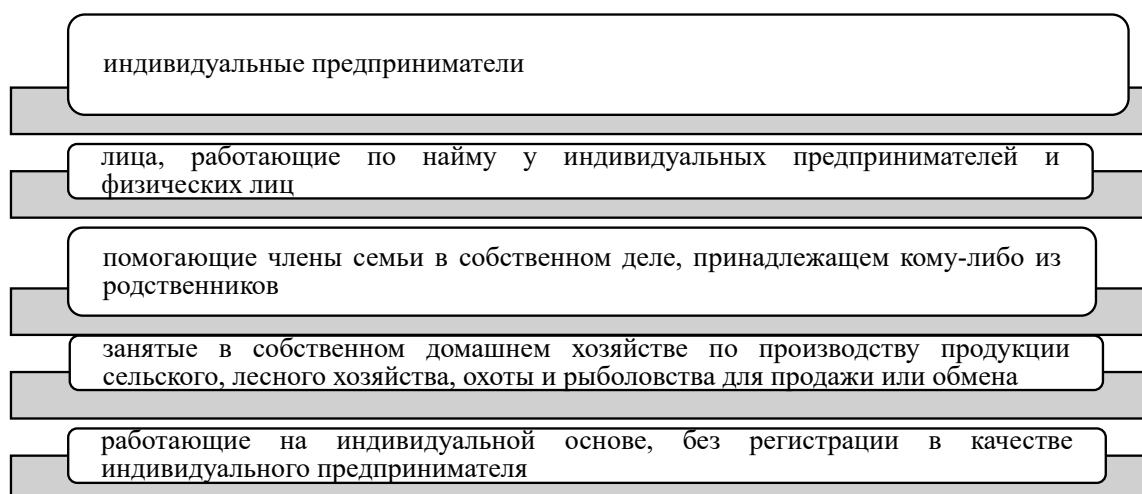 индивидуальные предприниматели
лица, работающие по найму у индивидуальных предпринимателей и
физических лиц
помогающие члены семьи в собственном деле, принадлежащем кому-либо из
родственников
занятые в собственном домашнем хозяйстве по производству продукции
сельского, лесного хозяйства, охоты и рыболовства для продажи или обмена
работающие на индивидуальной основе, без регистрации в качестве
индивидуального предпринимателя